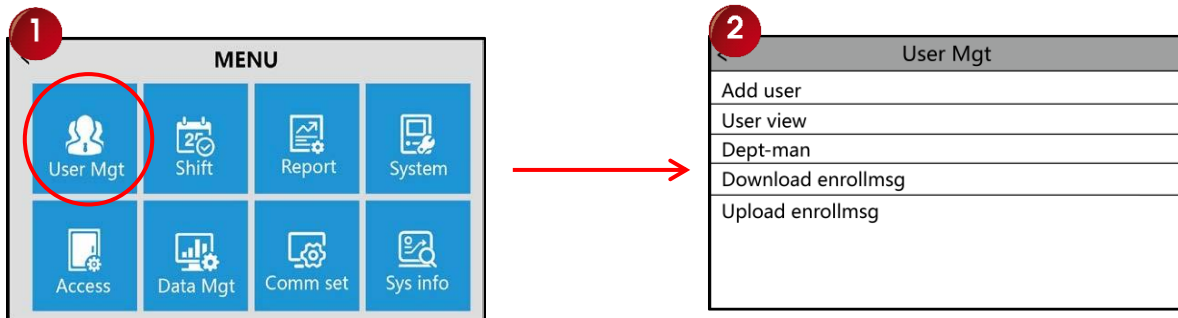 1
MENU
User Mgt Shift Report System
Access Data Mgt Comm set Sys info
2
< User Mgt
Add user
User view
Dept-man
Download enrollmsg
Upload enrollmsg